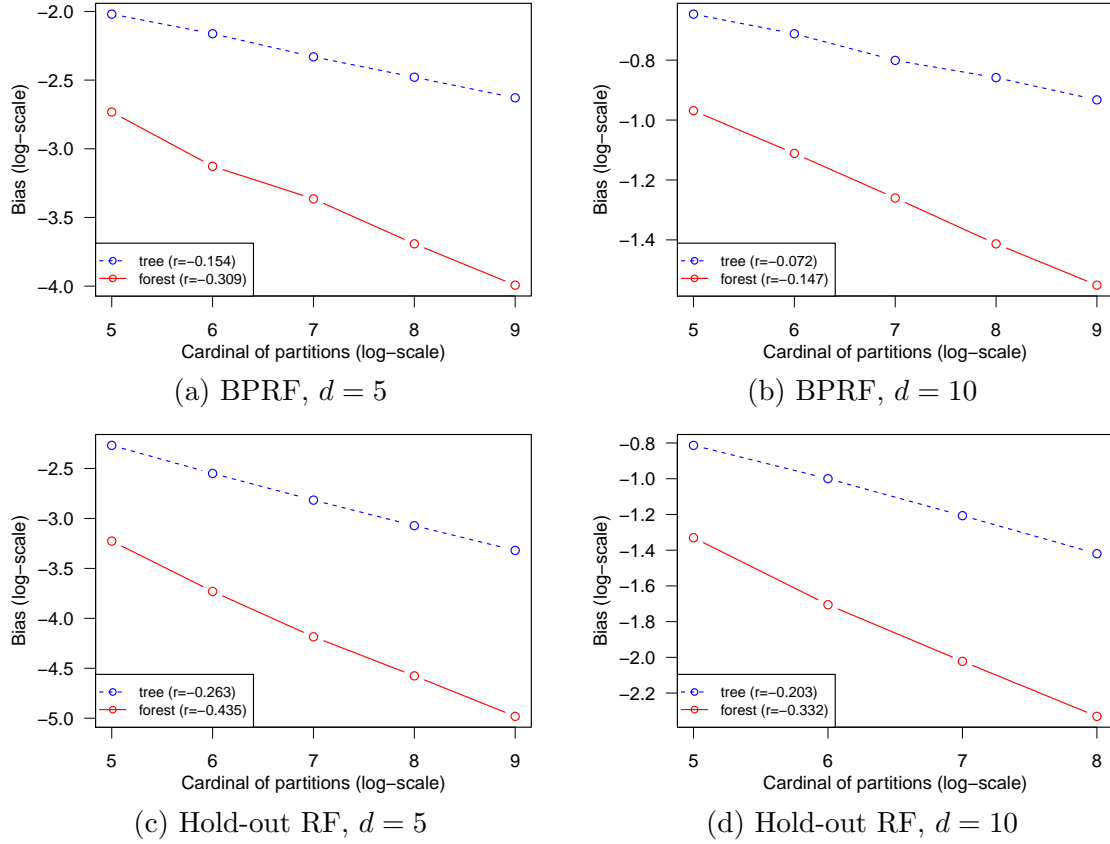 −2.0
−2.5
−3.0
−3.5
−4.0
Bias (log−scale)
tree (r=−0.154)
forest (r=−0.309)
5 6 7 8 9
Cardinal of partitions (log−scale)
(a) BPRF, d = 5
−0.8
−1.0
−1.2
−1.4
Bias (log−scale)
tree (r=−0.072)
forest (r=−0.147)
5 6 7 8 9
Cardinal of partitions (log−scale)
(b) BPRF, d = 10
−2.5
−3.0
−3.5
−4.0
−4.5
−5.0
Bias (log−scale)
tree (r=−0.263)
forest (r=−0.435)
5 6 7 8 9
Cardinal of partitions (log−scale)
(c) Hold-out RF, d = 5
−0.8
−1.0
−1.2
−1.4
−1.6
−1.8
−2.0
−2.2
Bias (log−scale)
tree (r=−0.203)
forest (r=−0.332)
5 6 7 8
Cardinal of partitions (log−scale)
(d) Hold-out RF, d = 10